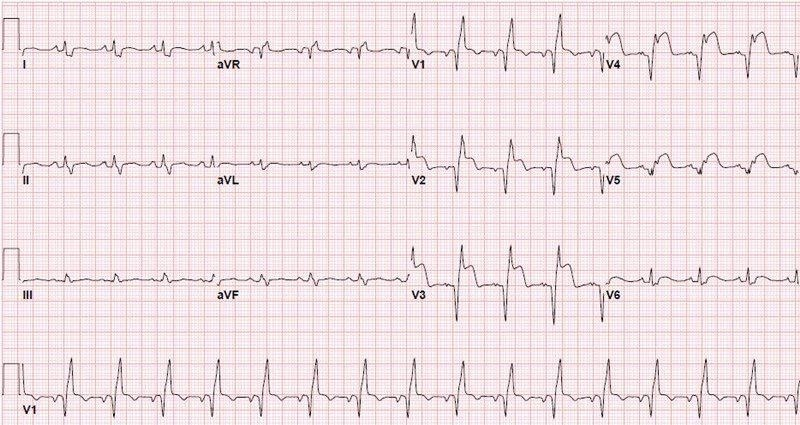 I aVR V1 V4
II aVL V2 V5
III aVF V3 V6
V1